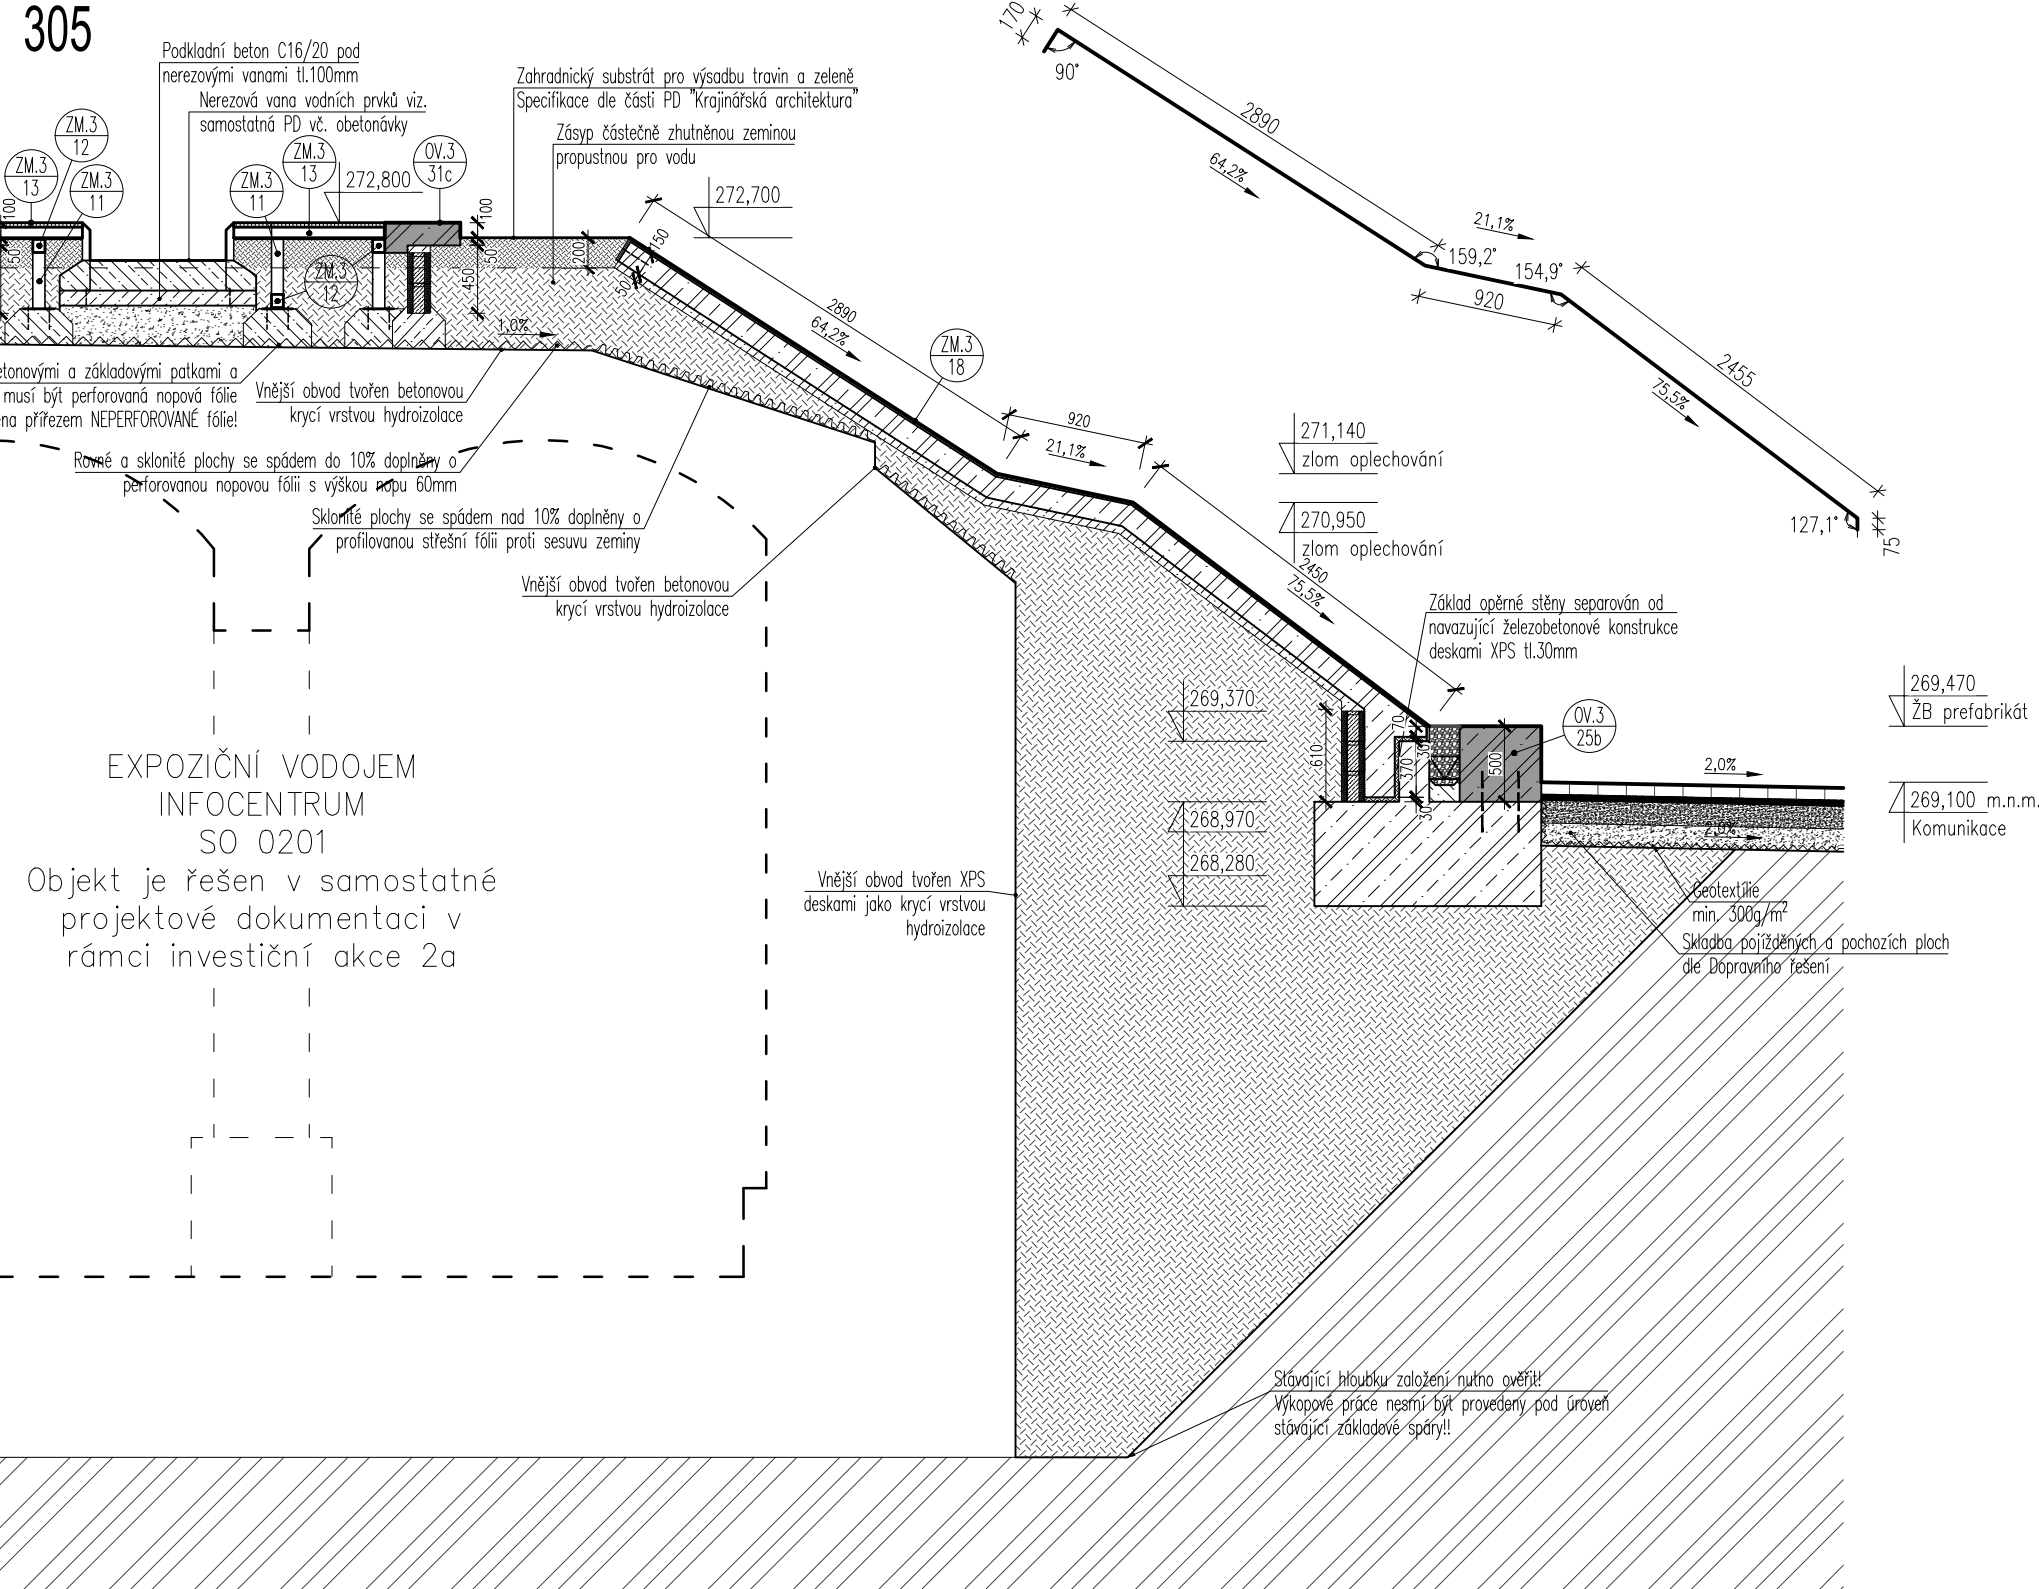 305
Podkladní beton C16/20 pod
nerezovými vanami tl.100mm
Nerezová vana vodních prvků viz.
samostatná PD vč. obetonávky
ZM.3
12
ZM.3
13
ZM.3
11
ZM.3
11
ZM.3
13
OV.3
31c
272,800
ZM.3
12
100
50
100
50
450
200
Zahradnický substrát pro výsadbu travin a zeleně
Specifikace dle části PD "Krajinářská architektura"
Zásyp částečně zhutněnou zeminou
propustnou pro vodu
272,700
150
50
2890
64,2%
ZM.3
18
920
21,1%
2450
75,5%
1,0%
170
90°
2890
64,2%
21,1%
159,2°
154,9°
920
2455
75,5%
127,1°
75
etonovými a základovými patkami a
musí být perforovaná nopová fólie
ena přířezem NEPERFOROVANÉ fólie!
Vnější obvod tvořen betonovou
krycí vrstvou hydroizolace
Rovné a sklonité plochy se spádem do 10% doplněny o
perforovanou nopovou fólii s výškou nopu 60mm
Sklonité plochy se spádem nad 10% doplněny o
profilovanou střešní fólii proti sesuvu zeminy
Vnější obvod tvořen betonovou
krycí vrstvou hydroizolace
271,140
zlom oplechování
270,950
zlom oplechování
Základ opěrné stěny separován od
navazující železobetonové konstrukce
deskami XPS tl.30mm
269,370
610
70
30
370
30
500
OV.3
25b
269,470
ŽB prefabrikát
2,0%
269,100 m.n.m.
Komunikace
2,0%
268,970
268,280
EXPOZIČNÍ VODOJEM
INFOCENTRUM
SO 0201
Objekt je řešen v samostatné
projektové dokumentaci v
rámci investiční akce 2a
Vnější obvod tvořen XPS
deskami jako krycí vrstvou
hydroizolace
Geotextílie
min. 300g/m²
Skladba pojížděných a pochozích ploch
dle Dopravního řešení
Stávající hloubku založení nutno ověřit!
Výkopové práce nesmí být provedeny pod úroveň
stávající základové spáry!!